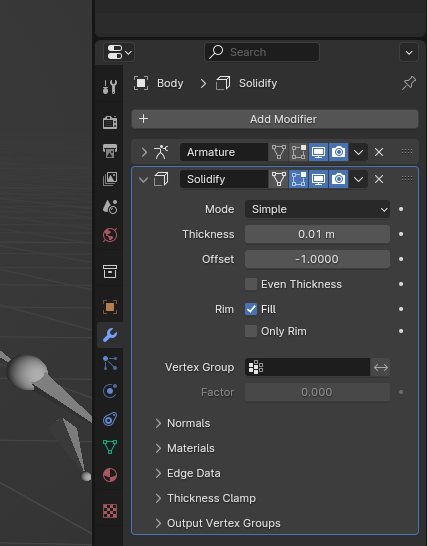 Search
Body > Solidify
+ Add Modifier
Armature
Solidify
Mode Simple
Thickness 0.01 m
Offset -1.0000
Even Thickness
Rim Fill
Only Rim
Vertex Group
Factor 0.000
Normals
Materials
Edge Data
Thickness Clamp
Output Vertex Groups